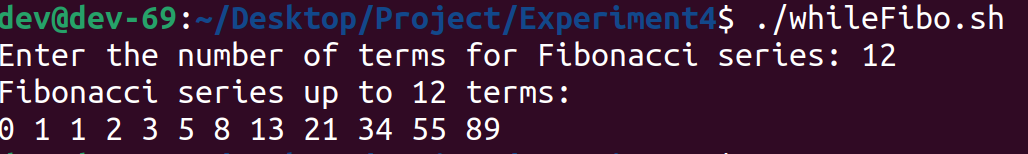 dev@dev-69:~/Desktop/Project/Experiment4$ ./whileFibo.sh
Enter the number of terms for Fibonacci series: 12
Fibonacci series up to 12 terms:
0 1 1 2 3 5 8 13 21 34 55 89